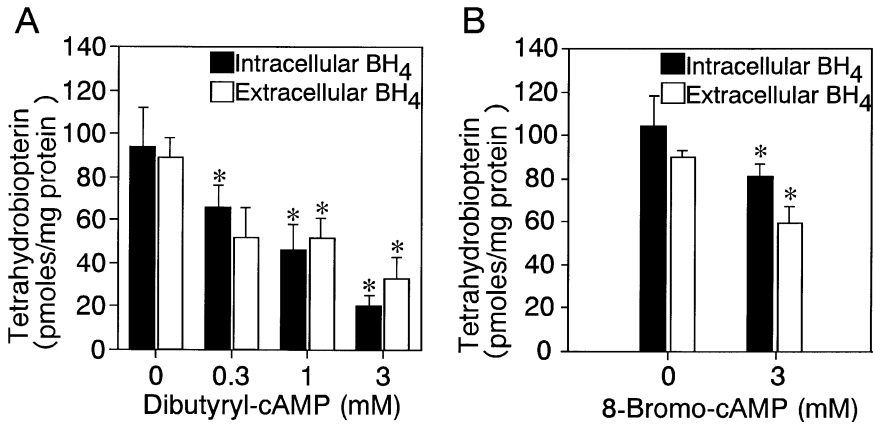 A
Tetrahydrobiopterin
(pmoles/mg protein )
140
120
100
80
60
40
20
0
Intracellular BH4
Extracellular BH4
*
* *
* *
0 0.3 1 3
Dibutyryl-cAMP (mM)
B
Tetrahydrobiopterin
(pmoles/mg protein )
140
120
100
80
60
40
20
0
Intracellular BH4
Extracellular BH4
*
*
0 3
8-Bromo-cAMP (mM)